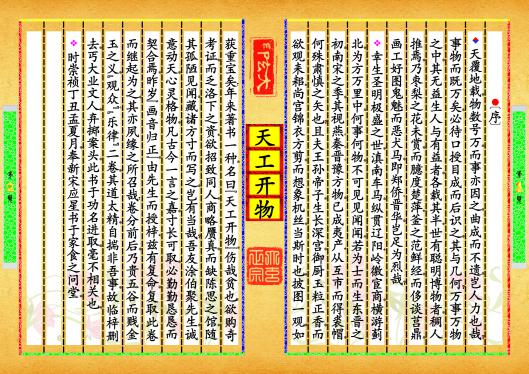 (序)
天覆地载物数号万而事亦因之曲成而不遗岂人力也哉
事物而既万矣必待口授目成而后识之其与几何万事万物
之中其无益生人与有益者各载其半世有聪明博物者稠人
推焉乃枣梨之花未赏而臆度楚萍釜之范鲜经而侈谈莒鼎
画工好图鬼魅而恶犬马即郑侨晋华岂足为烈哉
幸生圣明极盛之世滇南车马纵贯辽阳岭徼宦商横游蓟
北为方万里中何事何物不可见见闻闻若为士而生东晋之
初南宋之季其视燕秦晋豫方物已成夷产从互市而得裘帽
何殊肃慎之矢也且夫王孙帝子生长深宫御厨玉粒正香而
欲观耒耜尚宫锦衣方剪而想象机丝当斯时也披图一观如
天工开物
获重宝矣年来著书一种名曰(天工开物)伤哉贫也欲购奇
考证而乏洛下之资欲招致同人商略赝真而缺陈思之馆随
其孤陋见闻藏诸方寸而写之岂有当哉吾友涂伯聚先生诚
意动天心灵格物凡古今一言之嘉寸长可取必勤勤恳恳而
契合焉昨岁(画音归正)由先生而授梓兹有复命复取此卷
而继起为之其亦夙缘之所召哉卷分前后乃贵五谷而贱金
玉之义(观众)(乐律)二卷其道太精自揣非吾事故临梓删
去丐大业文人弃掷案头此书于功名进取毫不相关也
时崇祯丁丑孟夏月奉新宋应星书于家食之问堂